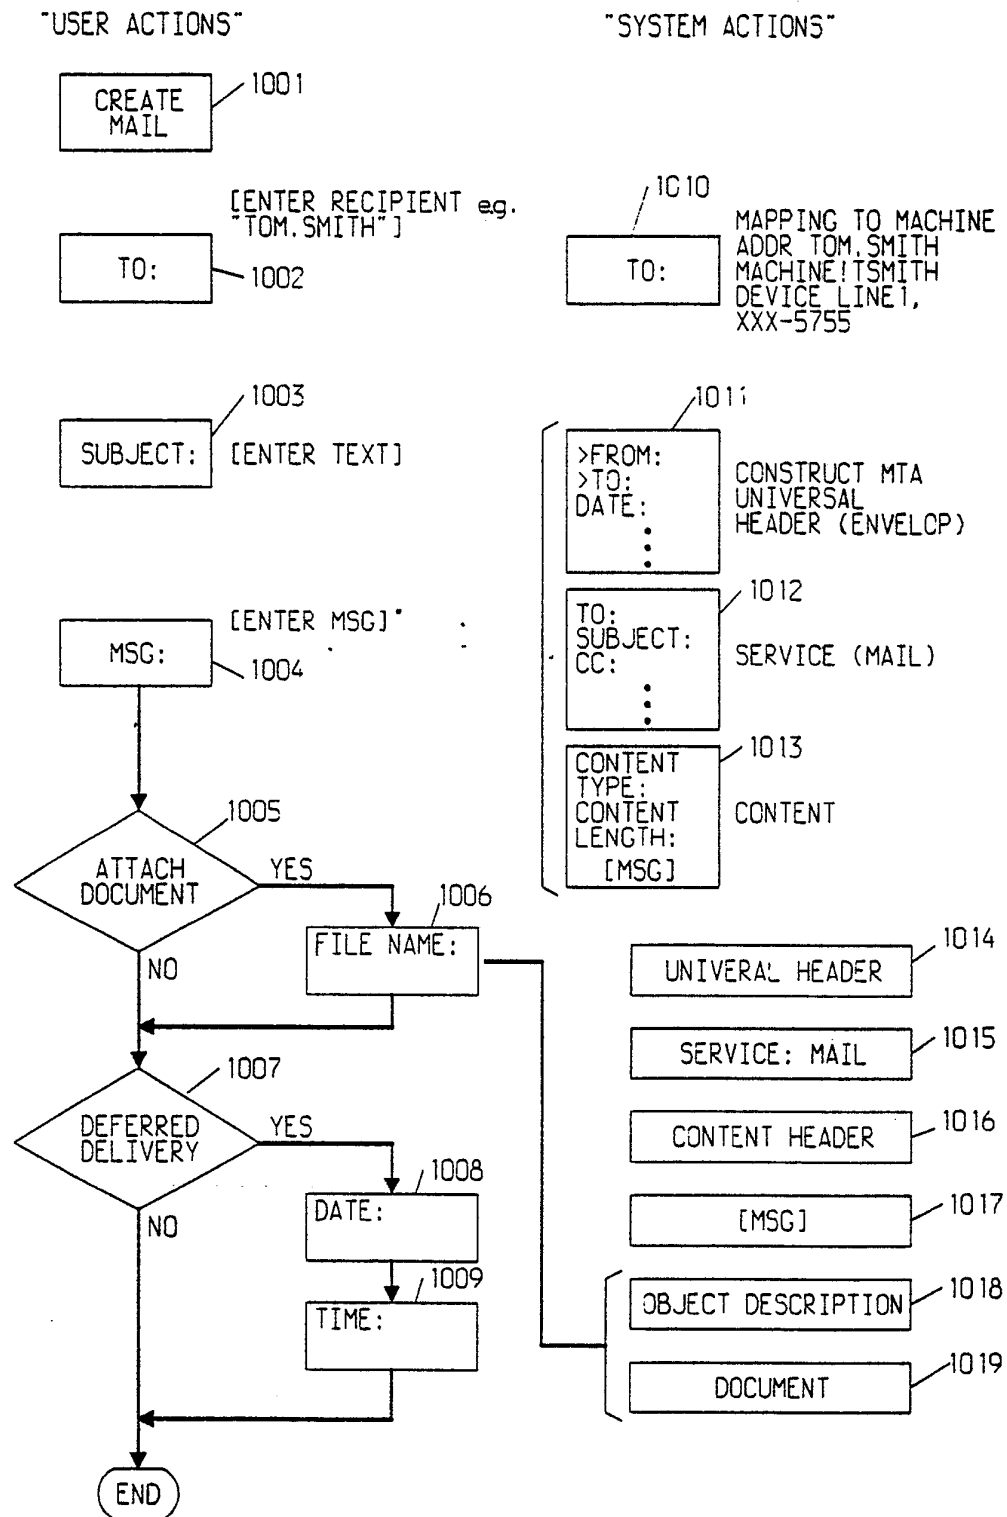 "USER ACTIONS"
"SYSTEM ACTIONS"
1001
CREATE
MAIL
[ENTER RECIPIENT e.g.
"TOM.SMITH"]
TO:
1002
1010
TO:
MAPPING TO MACHINE
ADDR TOM.SMITH
MACHINE!TSMITH
DEVICE LINE1,
XXX-5755
1003
SUBJECT: [ENTER TEXT]
1011
>FROM:
>TO:
DATE:
CONSTRUCT MTA
UNIVERSAL
HEADER (ENVELOP)
[ENTER MSG]"
MSG:
1004
1012
TO:
SUBJECT:
CC:
SERVICE (MAIL)
1013
CONTENT
TYPE:
CONTENT
LENGTH:
[MSG]
CONTENT
1005
ATTACH
DOCUMENT
YES
NO
1006
FILE NAME:
1014
UNIVERAL HEADER
1015
SERVICE: MAIL
1016
CONTENT HEADER
1017
[MSG]
1018
OBJECT DESCRIPTION
1019
DOCUMENT
1007
DEFERRED
DELIVERY
YES
NO
1008
DATE:
1009
TIME:
END